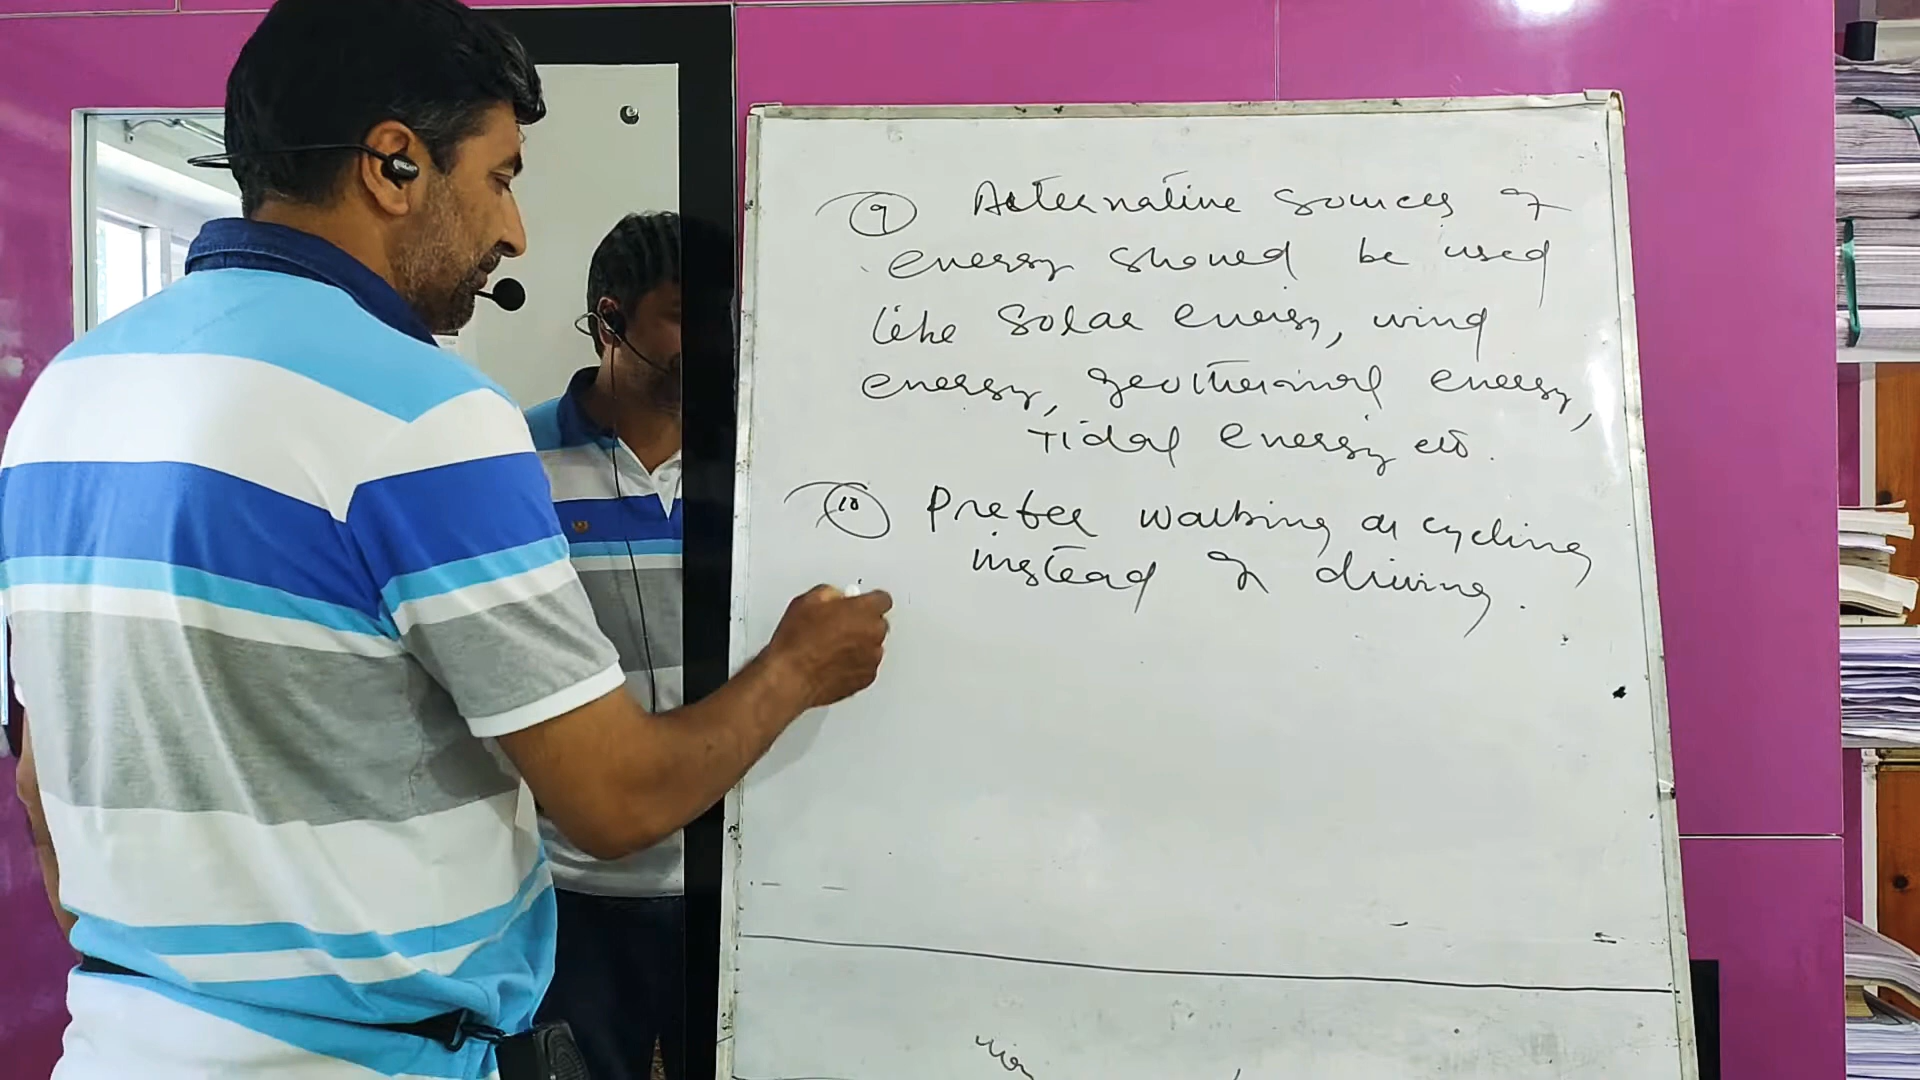 9 Alternative sources of
energy should be used
like Solar energy, wind
energy, geothermal energy,
Tidal Energy etc.
10 Prefer walking or cycling
instead of driving.